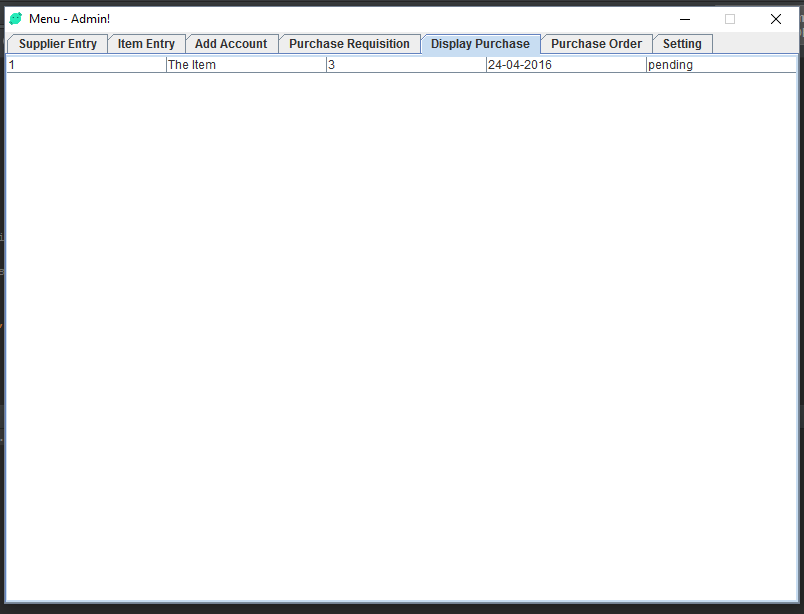 Menu - Admin!
Supplier Entry Item Entry Add Account Purchase Requisition Display Purchase Purchase Order Setting
1 The Item 3 24-04-2016 pending